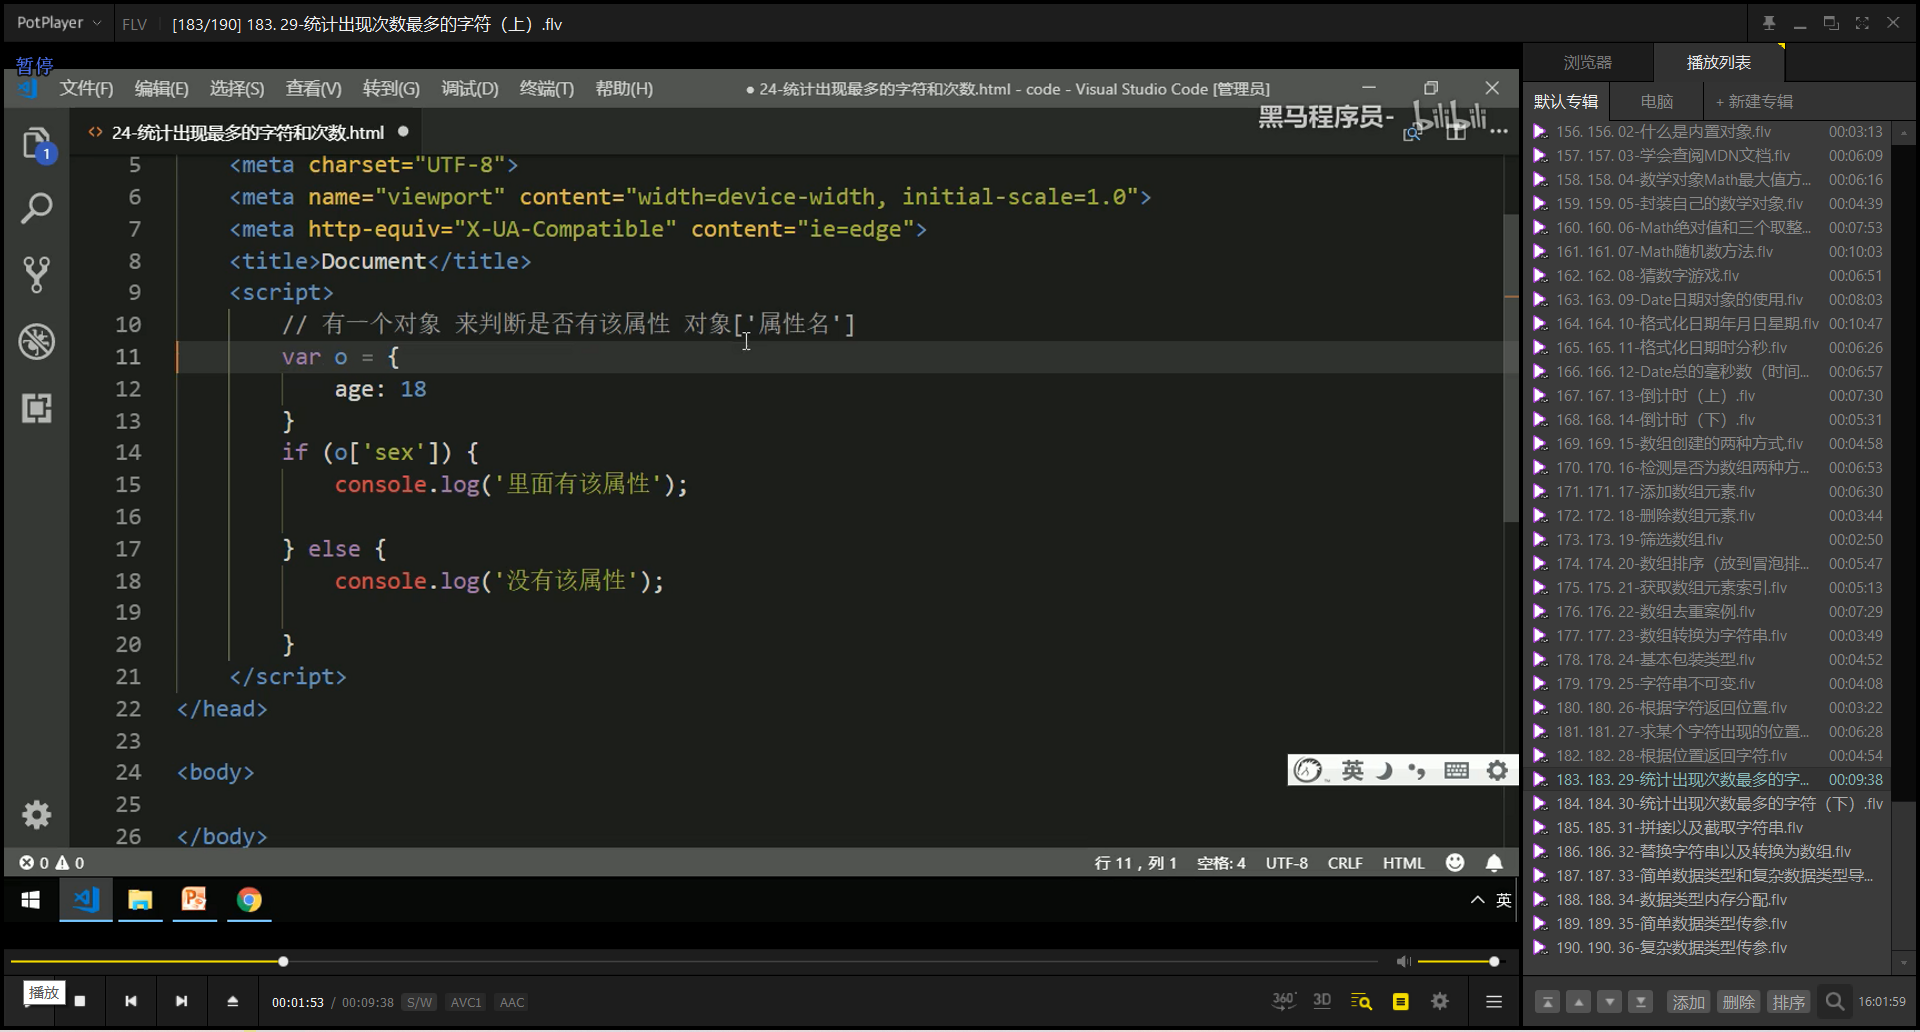 PotPlayer FLV [183/190] 183. 29-统计出现次数最多的字符（上）.flv
暂停
文件(F) 编辑(E) 选择(S) 查看(V) 转到(G) 调试(D) 终端(T) 帮助(H) ● 24-统计出现最多的字符和次数.html - code - Visual Studio Code [管理员]
黑马程序员- bilibili
<> 24-统计出现最多的字符和次数.html ●
1
5 <meta charset="UTF-8">
6 <meta name="viewport" content="width=device-width, initial-scale=1.0">
7 <meta http-equiv="X-UA-Compatible" content="ie=edge">
8 <title>Document</title>
9 <script>
10 // 有一个对象 来判断是否有该属性 对象['属性名']
11 var o = {
12 age: 18
13 }
14 if (o['sex']) {
15 console.log('里面有该属性');
16
17 } else {
18 console.log('没有该属性');
19
20 }
21 </script>
22 </head>
23
24 <body>
25
26 </body>
英
0 0 行 11，列 1 空格: 4 UTF-8 CRLF HTML
英
播放
00:01:53 / 00:09:38 S/W AVC1 AAC
360° 3D
浏览器 播放列表
默认专辑 电脑 + 新建专辑
156. 156. 02-什么是内置对象.flv 00:03:13
157. 157. 03-学会查阅MDN文档.flv 00:06:09
158. 158. 04-数学对象Math最大值方... 00:06:16
159. 159. 05-封装自己的数学对象.flv 00:04:39
160. 160. 06-Math绝对值和三个取整... 00:07:53
161. 161. 07-Math随机数方法.flv 00:10:03
162. 162. 08-猜数字游戏.flv 00:06:51
163. 163. 09-Date日期对象的使用.flv 00:08:03
164. 164. 10-格式化日期年月日星期.flv 00:10:47
165. 165. 11-格式化日期时分秒.flv 00:06:26
166. 166. 12-Date总的毫秒数（时间... 00:06:57
167. 167. 13-倒计时（上）.flv 00:07:30
168. 168. 14-倒计时（下）.flv 00:05:31
169. 169. 15-数组创建的两种方式.flv 00:04:58
170. 170. 16-检测是否为数组两种方... 00:06:53
171. 171. 17-添加数组元素.flv 00:06:30
172. 172. 18-删除数组元素.flv 00:03:44
173. 173. 19-筛选数组.flv 00:02:50
174. 174. 20-数组排序（放到冒泡排... 00:05:47
175. 175. 21-获取数组元素索引.flv 00:05:13
176. 176. 22-数组去重案例.flv 00:07:29
177. 177. 23-数组转换为字符串.flv 00:03:49
178. 178. 24-基本包装类型.flv 00:04:52
179. 179. 25-字符串不可变.flv 00:04:08
180. 180. 26-根据字符返回位置.flv 00:03:22
181. 181. 27-求某个字符出现的位置... 00:06:28
182. 182. 28-根据位置返回字符.flv 00:04:54
183. 183. 29-统计出现次数最多的字... 00:09:38
184. 184. 30-统计出现次数最多的字符（下）.flv
185. 185. 31-拼接以及截取字符串.flv
186. 186. 32-替换字符串以及转换为数组.flv
187. 187. 33-简单数据类型和复杂数据类型导...
188. 188. 34-数据类型内存分配.flv
189. 189. 35-简单数据类型传参.flv
190. 190. 36-复杂数据类型传参.flv
添加 删除 排序 16:01:59